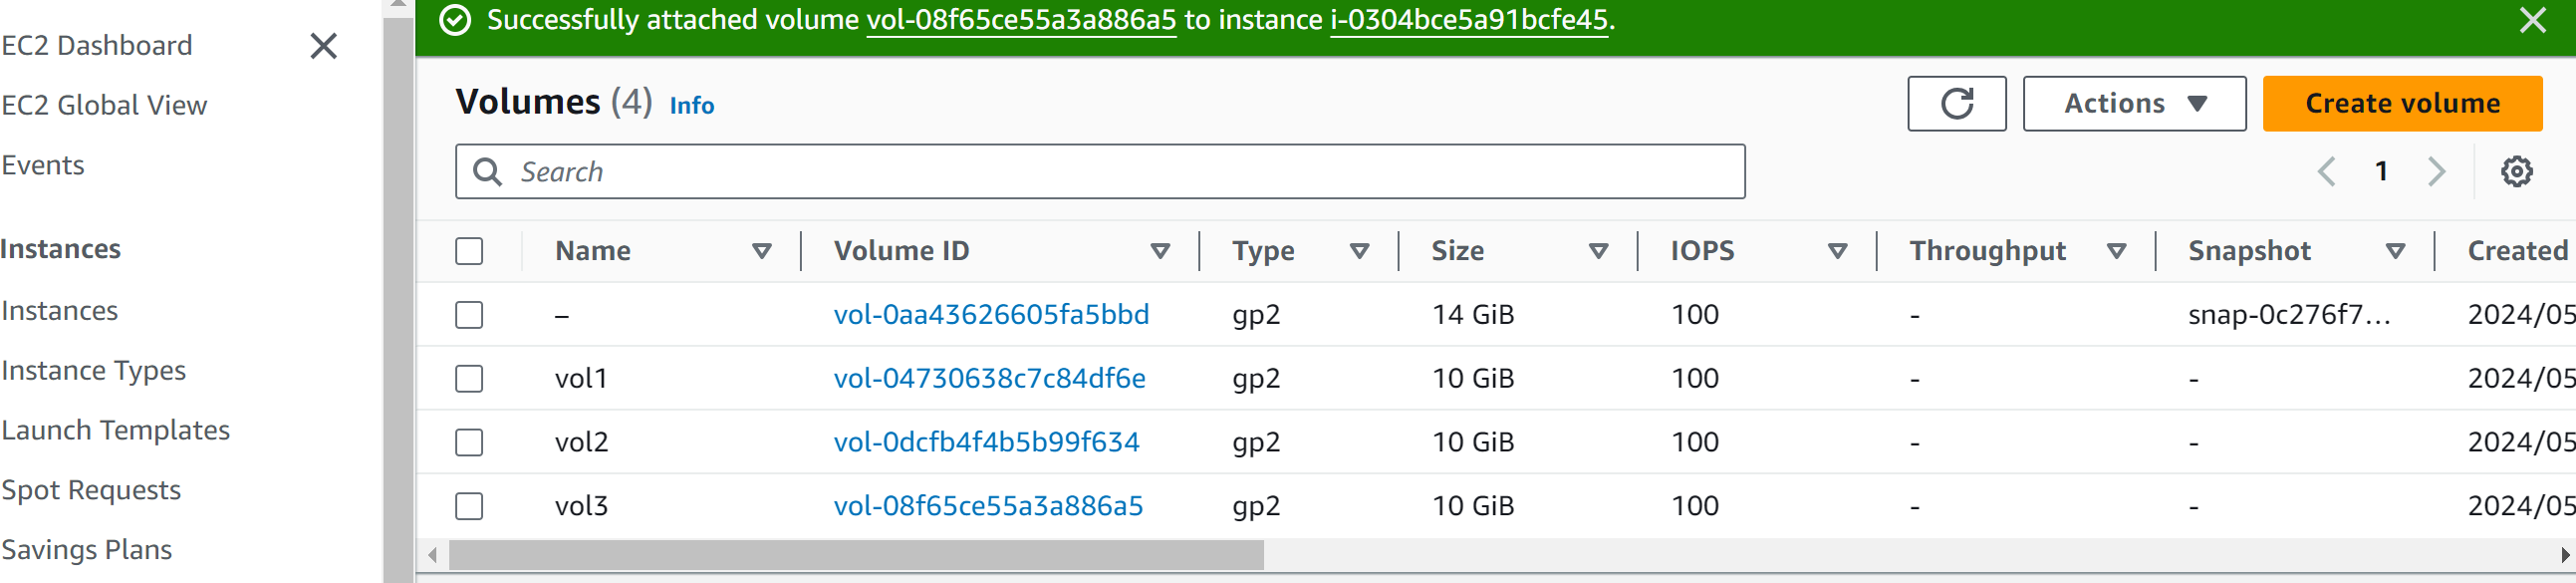 Successfully attached volume vol-08f65ce55a3a886a5 to instance i-0304bce5a91bcfe45.
EC2 Dashboard
EC2 Global View
Events
Instances
Instances
Instance Types
Launch Templates
Spot Requests
Savings Plans
Volumes (4) Info
Actions
Create volume
Search
1
Name Volume ID Type Size IOPS Throughput Snapshot Created
– vol-0aa43626605fa5bbd gp2 14 GiB 100 - snap-0c276f7... 2024/05
vol1 vol-04730638c7c84df6e gp2 10 GiB 100 - - 2024/05
vol2 vol-0dcfb4f4b5b99f634 gp2 10 GiB 100 - - 2024/05
vol3 vol-08f65ce55a3a886a5 gp2 10 GiB 100 - - 2024/05